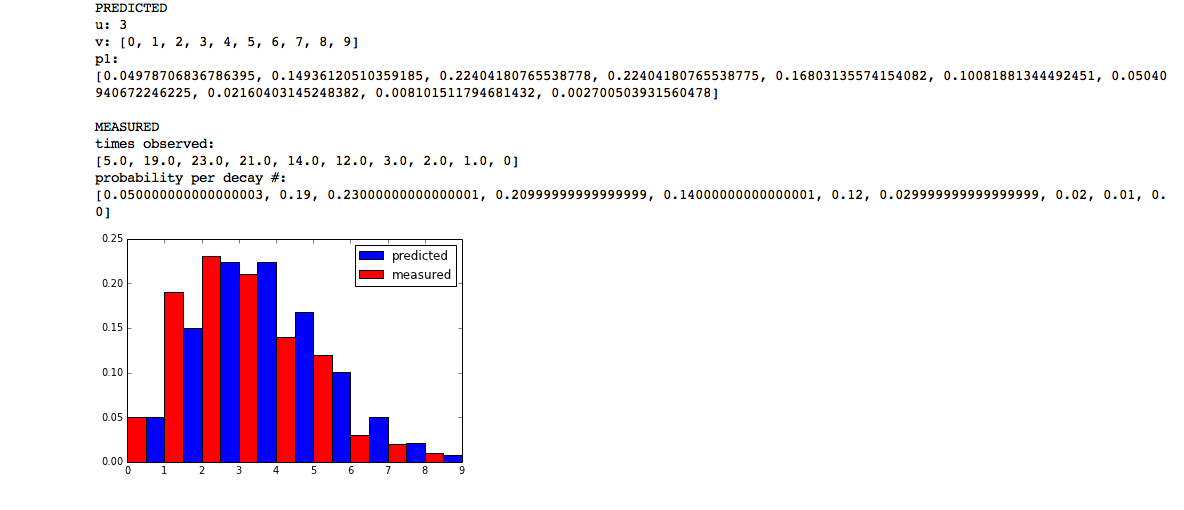 PREDICTED
u: 3
v: [0, 1, 2, 3, 4, 5, 6, 7, 8, 9]
p1:
[0.04978706836786395, 0.14936120510359185, 0.22404180765538778, 0.22404180765538775, 0.16803135574154082, 0.10081881344492451, 0.05040
940672246225, 0.02160403145248382, 0.008101511794681432, 0.002700503931560478]
MEASURED
times observed:
[5.0, 19.0, 23.0, 21.0, 14.0, 12.0, 3.0, 2.0, 1.0, 0]
probability per decay #:
[0.050000000000000003, 0.19, 0.23000000000000001, 0.20999999999999999, 0.14000000000000001, 0.12, 0.029999999999999999, 0.02, 0.01, 0.
0]
0.25
predicted
measured
0.20
0.15
0.10
0.05
0.00
0 1 2 3 4 5 6 7 8 9